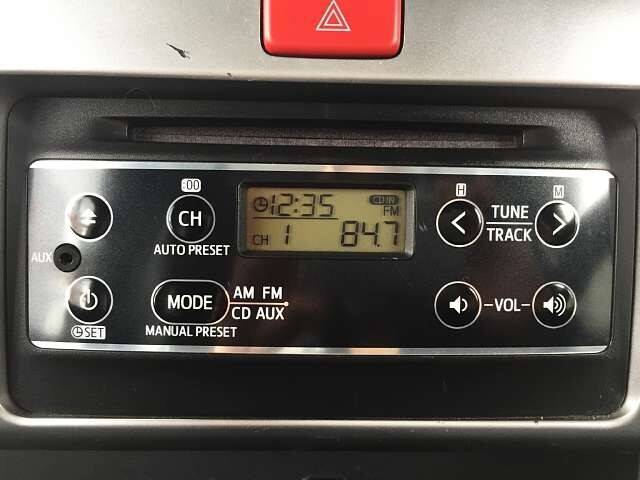 :00
H
M
CH
12:35
CD IN
FM
TUNE
TRACK
AUTO PRESET
CH 1 84.7
AUX
MODE
AM FM
CD AUX
-VOL-
SET
MANUAL PRESET